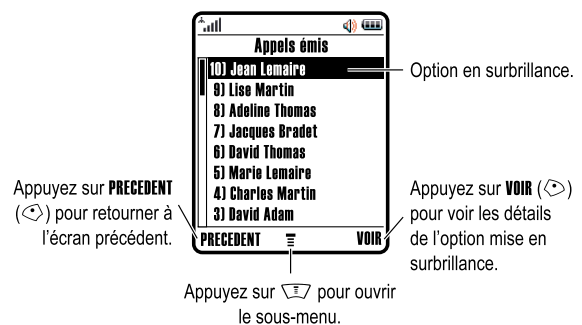 Appels émis
10) Jean Lemaire
9) Lise Martin
8) Adeline Thomas
7) Jacques Bradet
6) David Thomas
5) Marie Lemaire
4) Charles Martin
3) David Adam
PRECEDENT VOIR
Option en surbrillance.
Appuyez sur PRECEDENT
() pour retourner à
l'écran précédent.
Appuyez sur VOIR ()
pour voir les détails
de l'option mise en
surbrillance.
Appuyez sur pour ouvrir
le sous-menu.